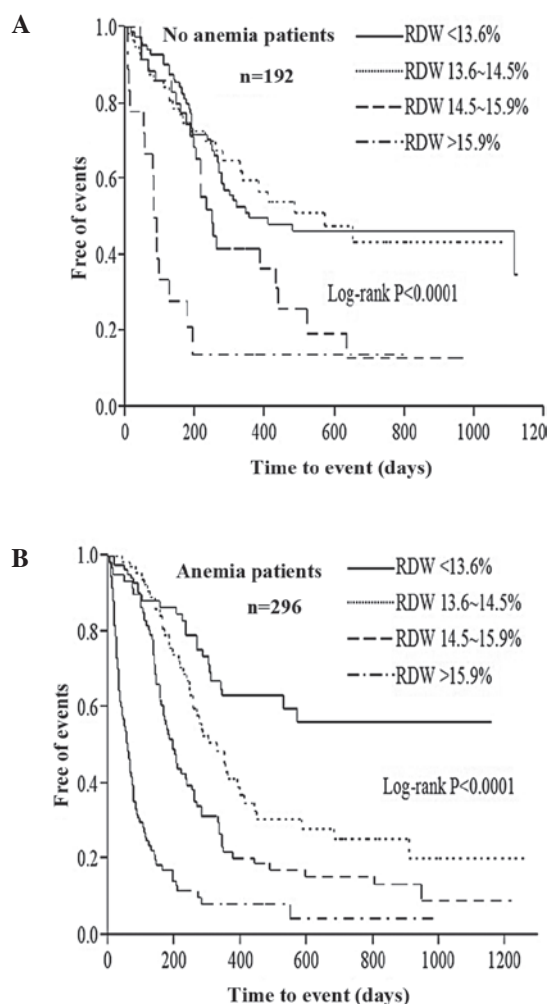 A
No anemia patients
n=192
RDW <13.6%
RDW 13.6~14.5%
RDW 14.5~15.9%
RDW >15.9%
Log-rank P<0.0001
Free of events
1.0
0.8
0.6
0.4
0.2
0.0
0 200 400 600 800 1000 120
Time to event (days)
B
Anemia patients
n=296
RDW <13.6%
RDW 13.6~14.5%
RDW 14.5~15.9%
RDW >15.9%
Log-rank P<0.0001
Free of events
1.0
0.8
0.6
0.4
0.2
0.0
0 200 400 600 800 1000 1200
Time to event (days)